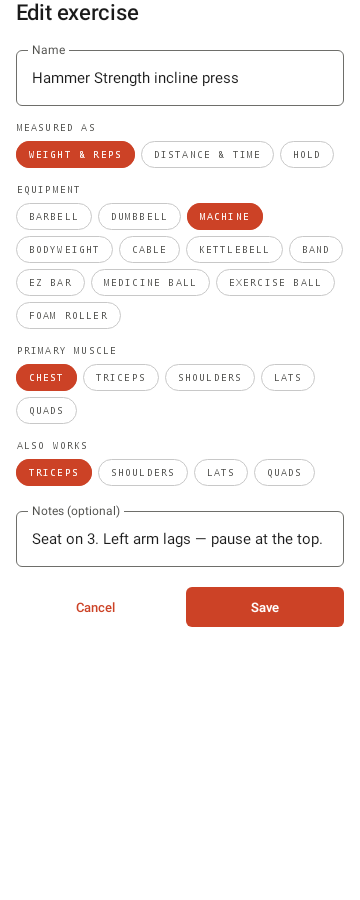 Edit exercise
Name
Hammer Strength incline press
MEASURED AS
WEIGHT & REPS DISTANCE & TIME HOLD
EQUIPMENT
BARBELL DUMBBELL MACHINE
BODYWEIGHT CABLE KETTLEBELL BAND
EZ BAR MEDICINE BALL EXERCISE BALL
FOAM ROLLER
PRIMARY MUSCLE
CHEST TRICEPS SHOULDERS LATS
QUADS
ALSO WORKS
TRICEPS SHOULDERS LATS QUADS
Notes (optional)
Seat on 3. Left arm lags — pause at the top.
Cancel Save